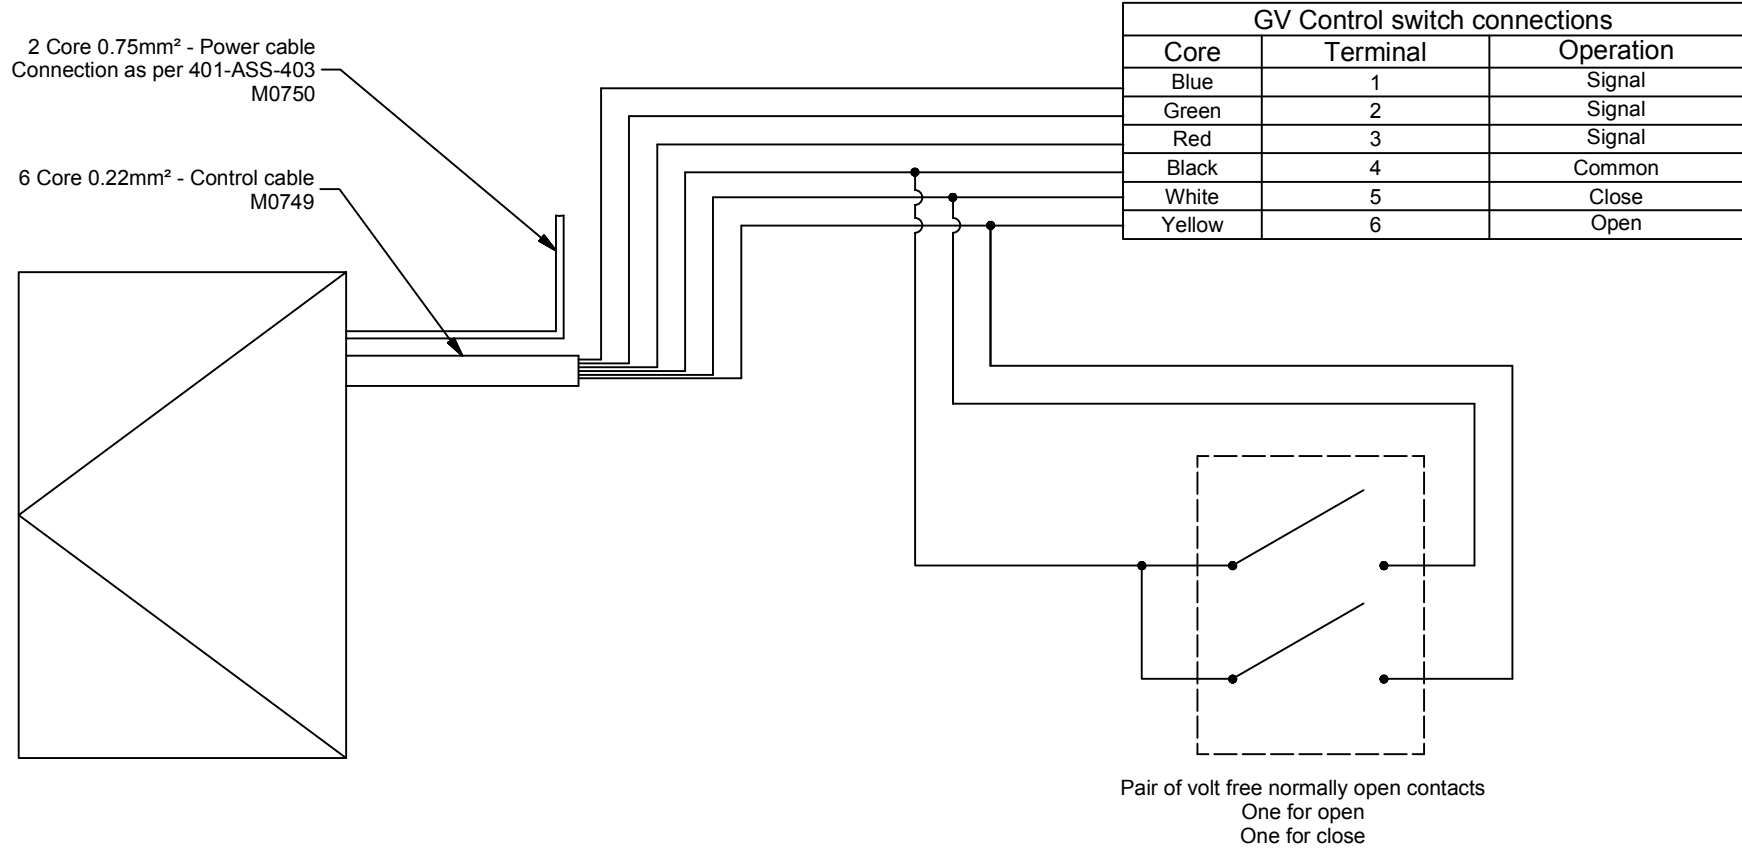 2 Core 0.75mm² - Power cable
Connection as per 401-ASS-403
M0750
6 Core 0.22mm² - Control cable
M0749
GV Control switch connections
Core Terminal Operation
Blue 1 Signal
Green 2 Signal
Red 3 Signal
Black 4 Common
White 5 Close
Yellow 6 Open
Pair of volt free normally open contacts
One for open
One for close